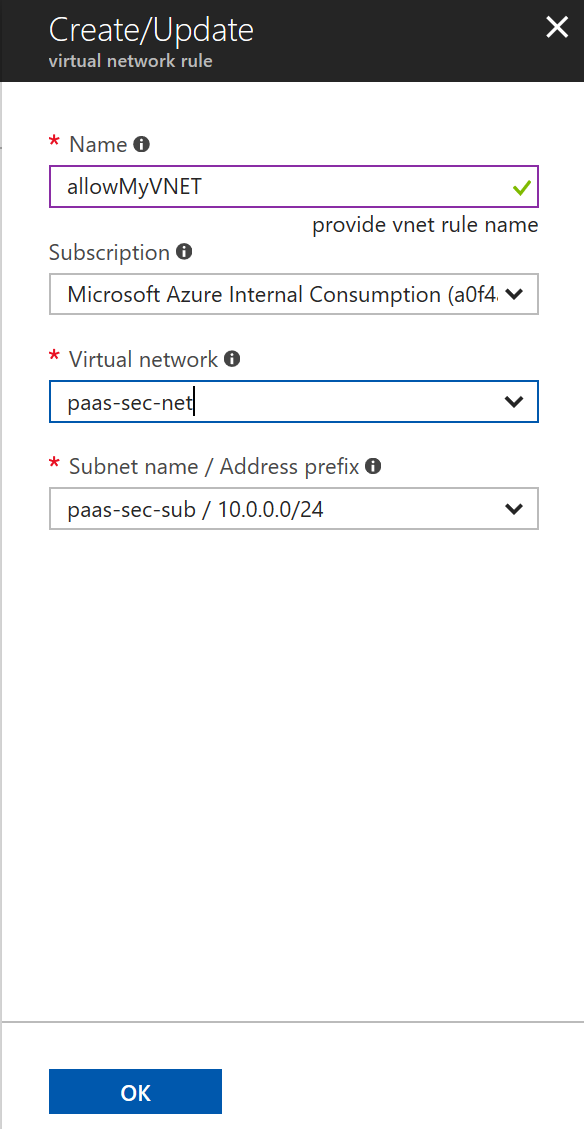 Create/Update
virtual network rule
* Name
allowMyVNET
provide vnet rule name
Subscription
Microsoft Azure Internal Consumption (a0f4
* Virtual network
paas-sec-net
* Subnet name / Address prefix
paas-sec-sub / 10.0.0.0/24
OK